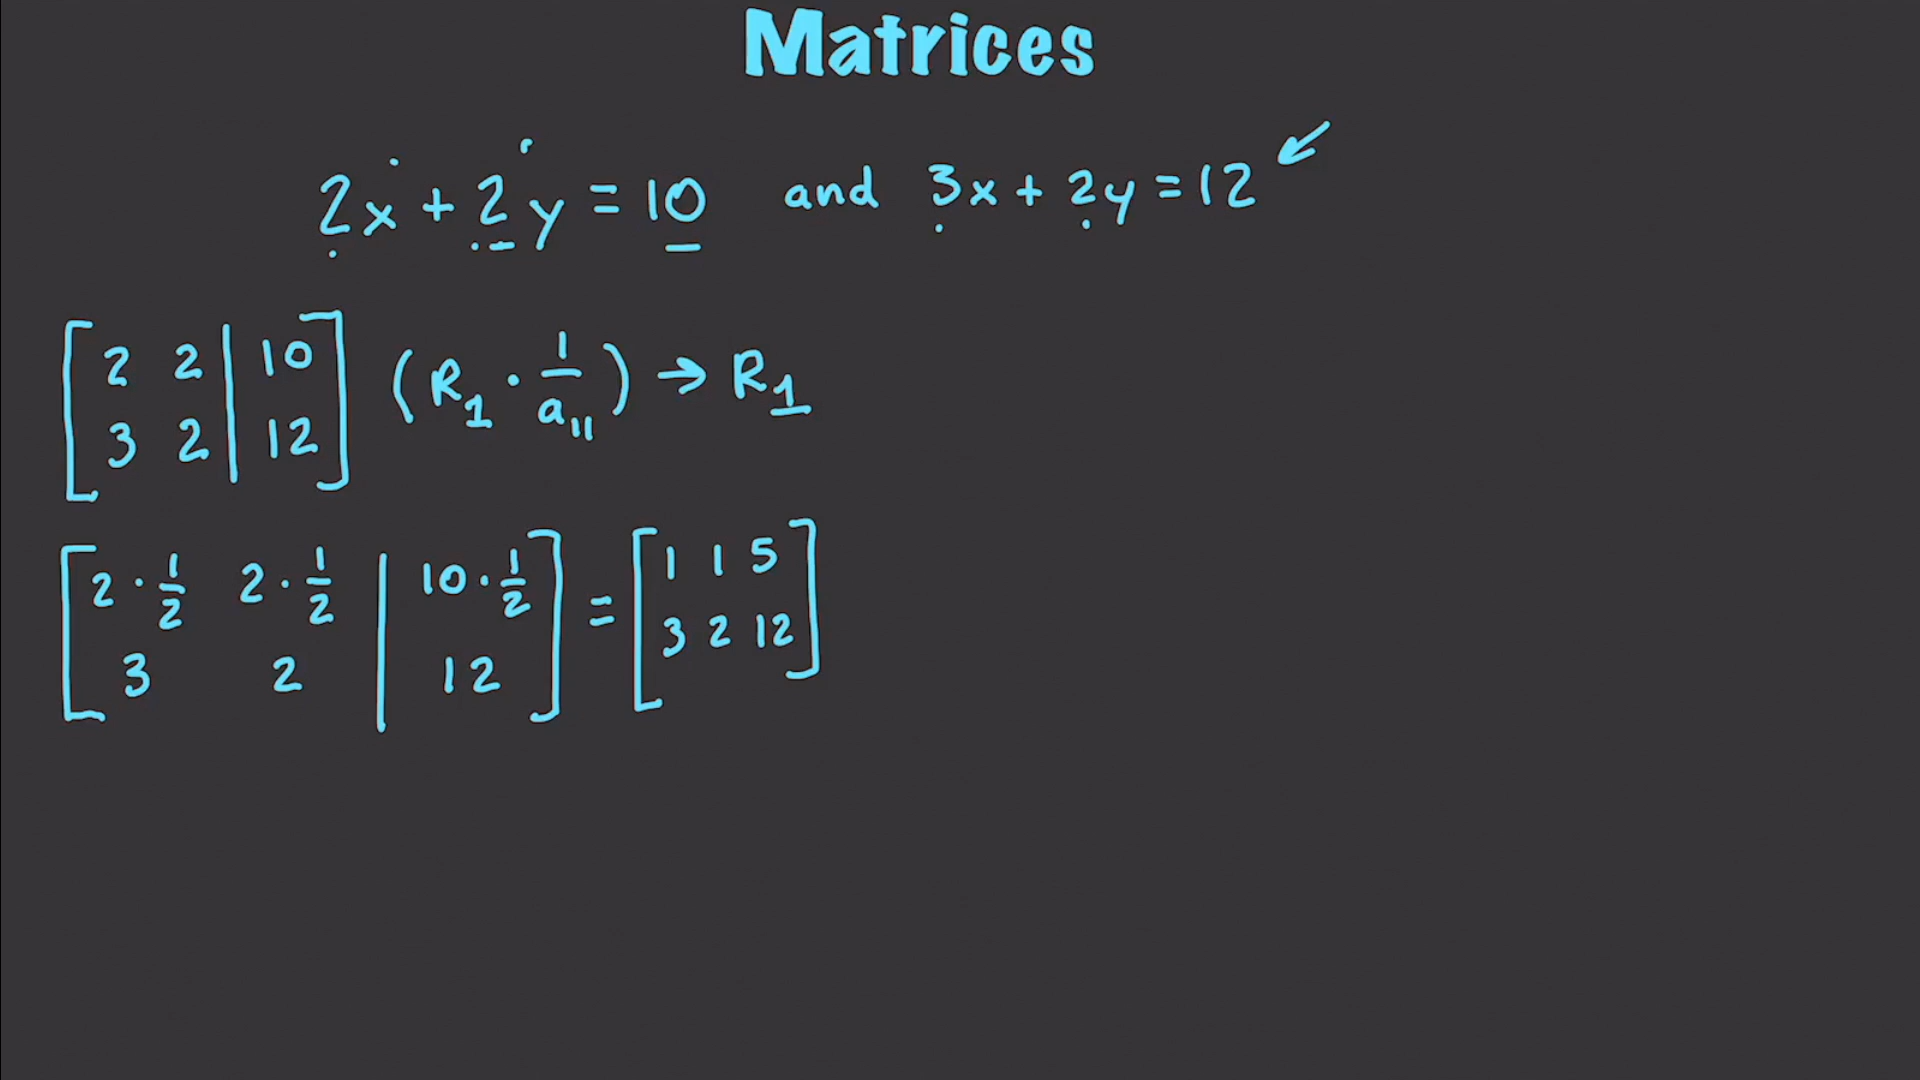 Matrices
2x + 2y = 10 and 3x + 2y = 12
[ 2 2 | 10
3 2 | 12 ] (R₁ · 1/a₁₁) → R₁
[ 2 · 1/2 2 · 1/2 | 10 · 1/2
3 2 | 12 ] = [ 1 1 5
3 2 12 ]